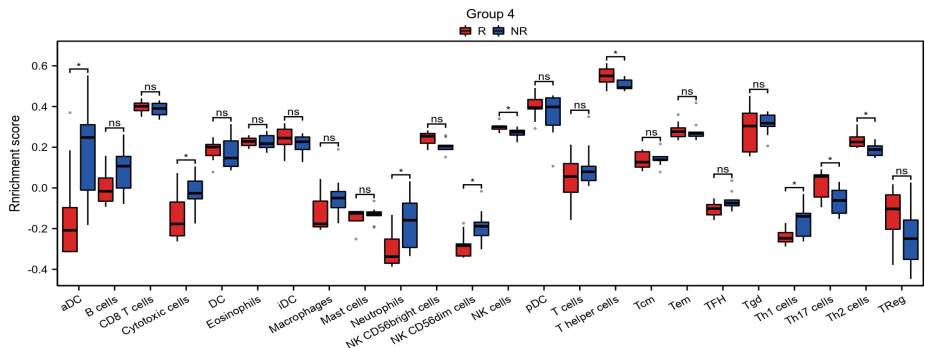 Group 4
R NR
Rnrichment score
0.6
0.4
0.2
0.0
-0.2
-0.4
* ns ns * ns ns ns ns ns * ns * * ns ns * ns ns ns ns * * * ns
aDC
B cells
CD8 T cells
Cytotoxic cells
DC
Eosinophils
iDC
Macrophages
Mast cells
Neutrophils
NK CD56bright cells
NK CD56dim cells
NK cells
pDC
T cells
T helper cells
Tcm
Tem
TFH
Tgd
Th1 cells
Th17 cells
Th2 cells
TReg